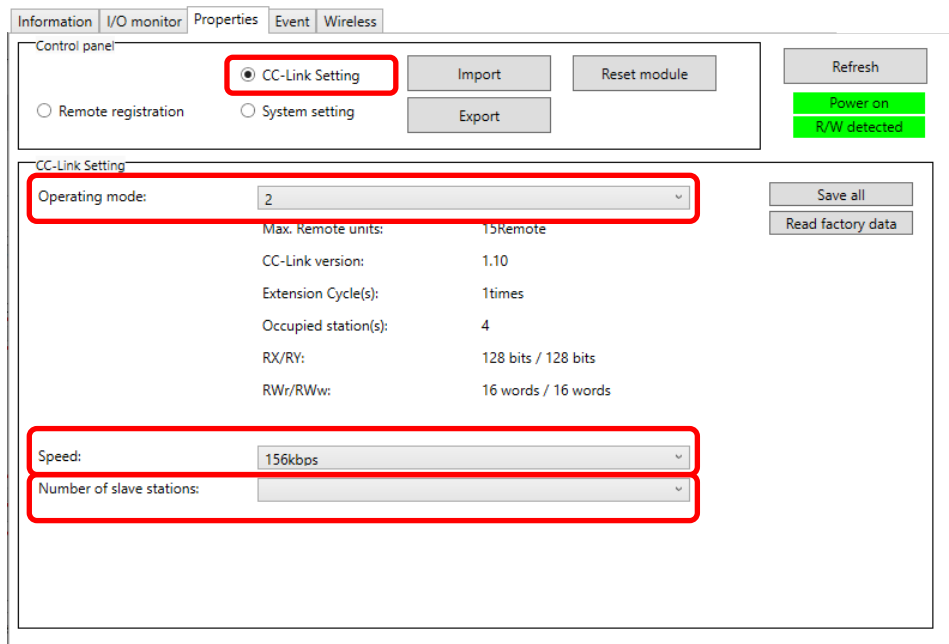 Information I/O monitor Properties Event Wireless
Control panel
CC-Link Setting Import Reset module Refresh
Remote registration System setting Export Power on
R/W detected
CC-Link Setting
Operating mode: 2 Save all
Max. Remote units: 15Remote Read factory data
CC-Link version: 1.10
Extension Cycle(s): 1times
Occupied station(s): 4
RX/RY: 128 bits / 128 bits
RWr/RWw: 16 words / 16 words
Speed: 156kbps
Number of slave stations: